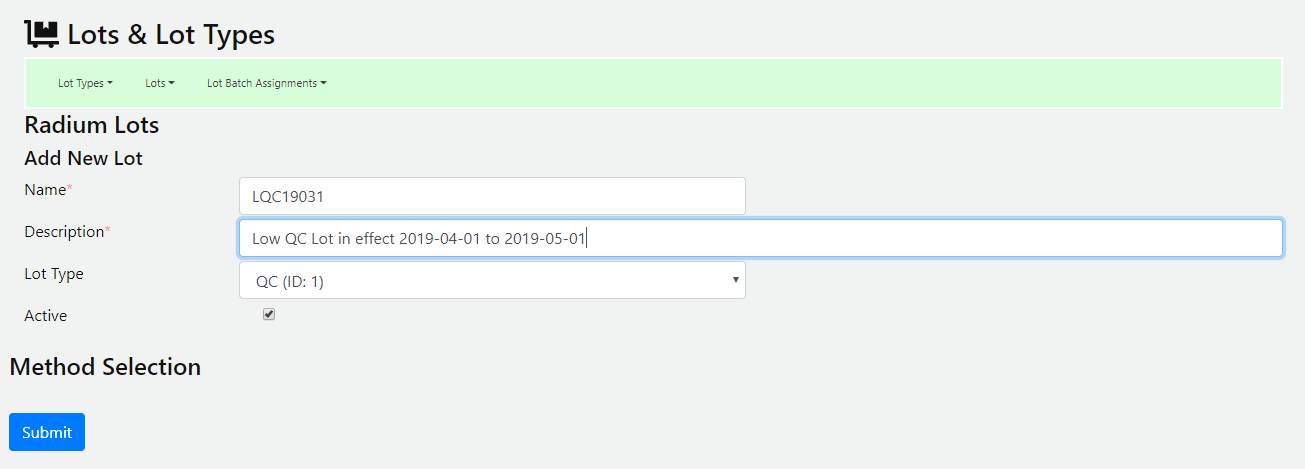 Lots & Lot Types
Lot Types Lots Lot Batch Assignments
Radium Lots
Add New Lot
Name* LQC19031
Description* Low QC Lot in effect 2019-04-01 to 2019-05-01
Lot Type QC (ID: 1)
Active
Method Selection
Submit